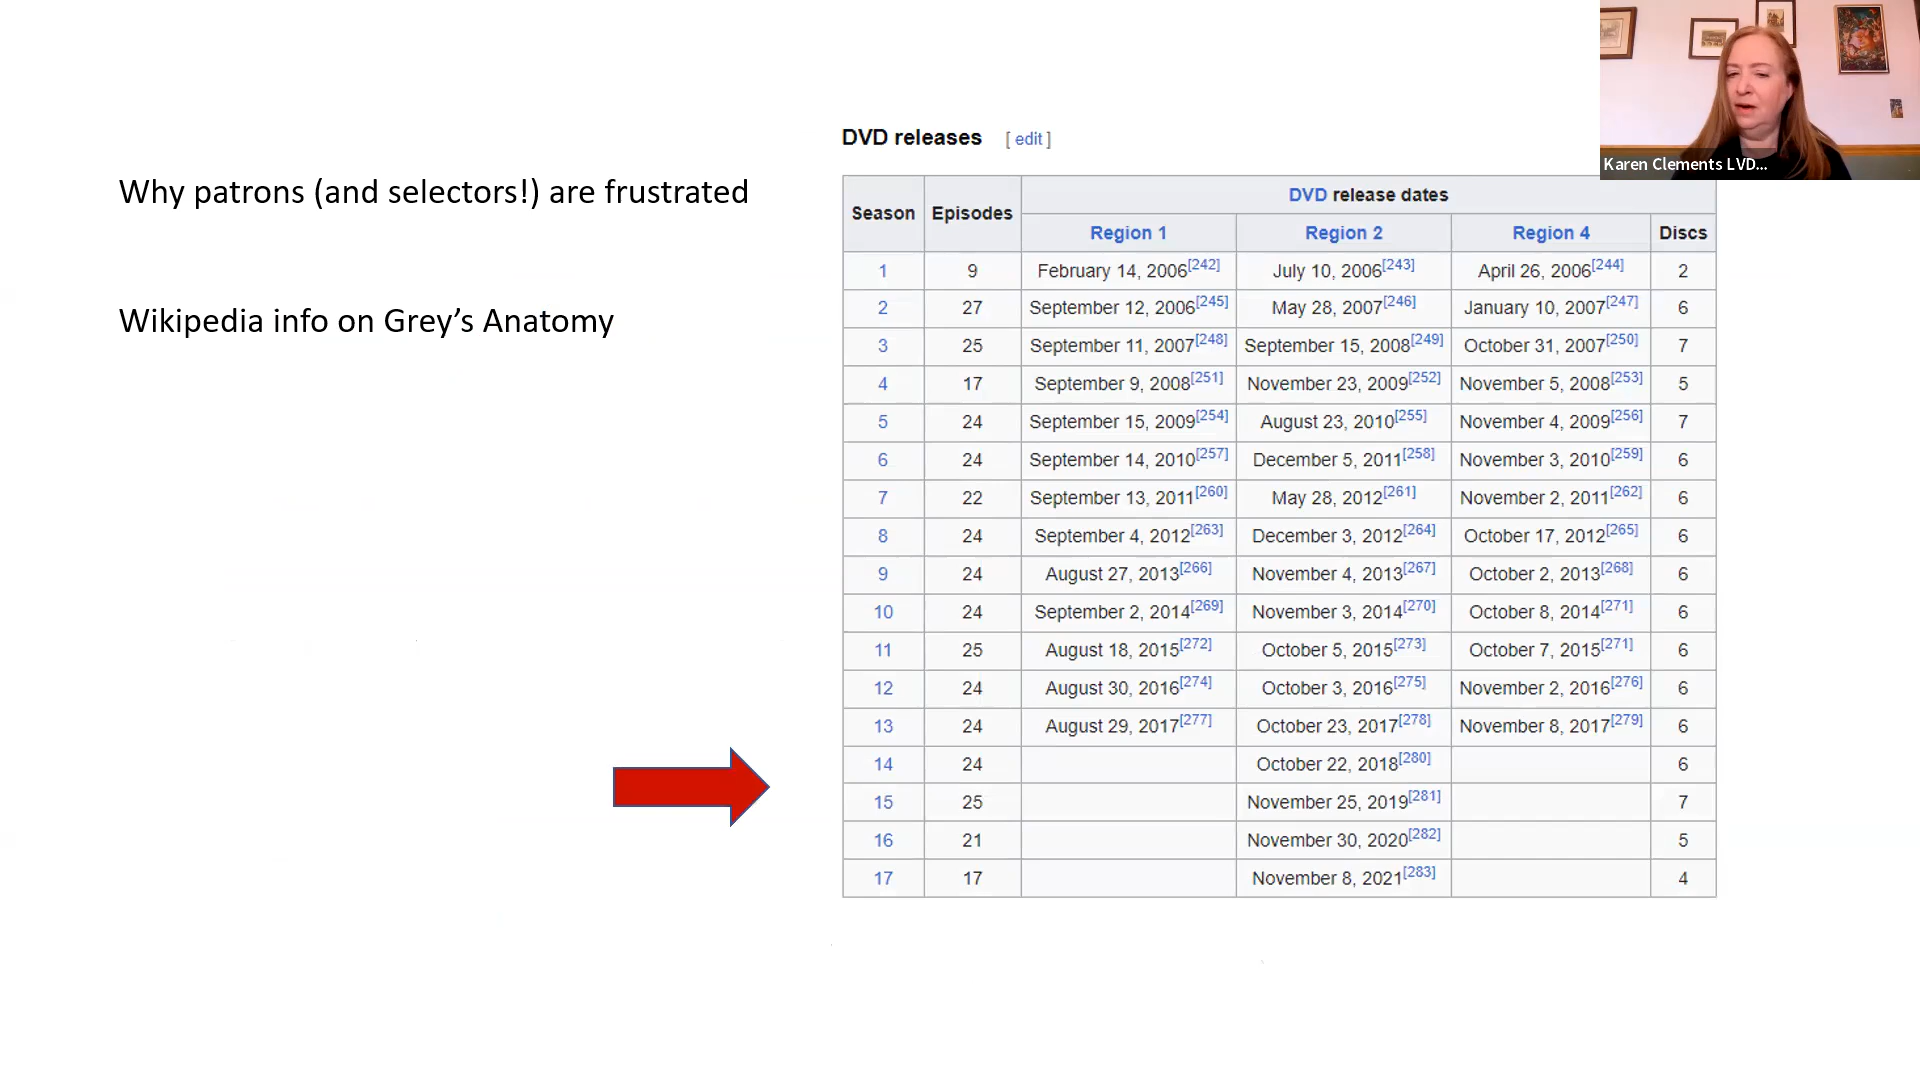 Why patrons (and selectors!) are frustrated
Wikipedia info on Grey’s Anatomy
DVD releases [ edit ]
Season Episodes DVD release dates
Region 1 Region 2 Region 4 Discs
1 9 February 14, 2006[242] July 10, 2006[243] April 26, 2006[244] 2
2 27 September 12, 2006[245] May 28, 2007[246] January 10, 2007[247] 6
3 25 September 11, 2007[248] September 15, 2008[249] October 31, 2007[250] 7
4 17 September 9, 2008[251] November 23, 2009[252] November 5, 2008[253] 5
5 24 September 15, 2009[254] August 23, 2010[255] November 4, 2009[256] 7
6 24 September 14, 2010[257] December 5, 2011[258] November 3, 2010[259] 6
7 22 September 13, 2011[260] May 28, 2012[261] November 2, 2011[262] 6
8 24 September 4, 2012[263] December 3, 2012[264] October 17, 2012[265] 6
9 24 August 27, 2013[266] November 4, 2013[267] October 2, 2013[268] 6
10 24 September 2, 2014[269] November 3, 2014[270] October 8, 2014[271] 6
11 25 August 18, 2015[272] October 5, 2015[273] October 7, 2015[271] 6
12 24 August 30, 2016[274] October 3, 2016[275] November 2, 2016[276] 6
13 24 August 29, 2017[277] October 23, 2017[278] November 8, 2017[279] 6
14 24 October 22, 2018[280] 6
15 25 November 25, 2019[281] 7
16 21 November 30, 2020[282] 5
17 17 November 8, 2021[283] 4
Karen Clements LVD...